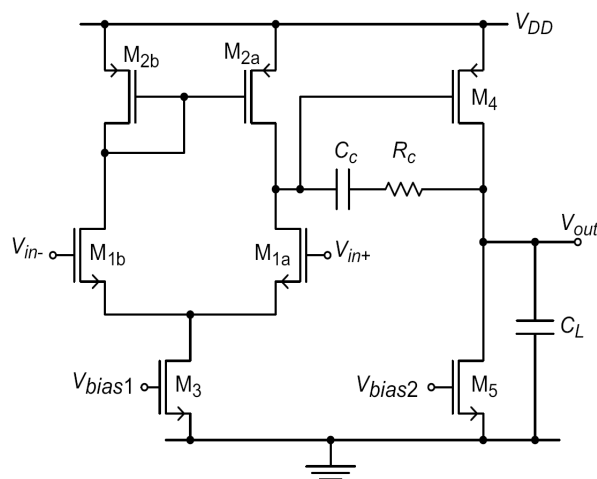 V_DD
M_2b
M_2a
M_4
C_c
R_c
V_in-
M_1b
M_1a
V_in+
V_out
C_L
V_bias1
M_3
V_bias2
M_5